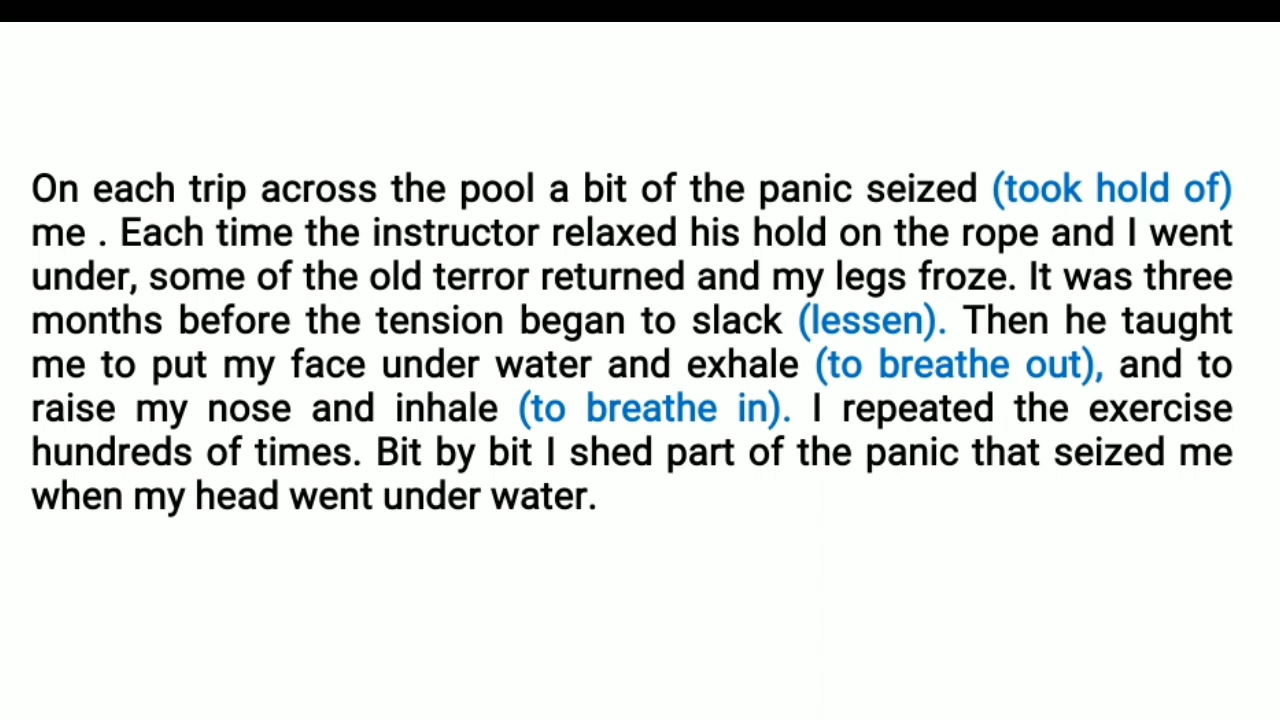 On each trip across the pool a bit of the panic seized (took hold of)
me . Each time the instructor relaxed his hold on the rope and I went
under, some of the old terror returned and my legs froze. It was three
months before the tension began to slack (lessen). Then he taught
me to put my face under water and exhale (to breathe out), and to
raise my nose and inhale (to breathe in). I repeated the exercise
hundreds of times. Bit by bit I shed part of the panic that seized me
when my head went under water.